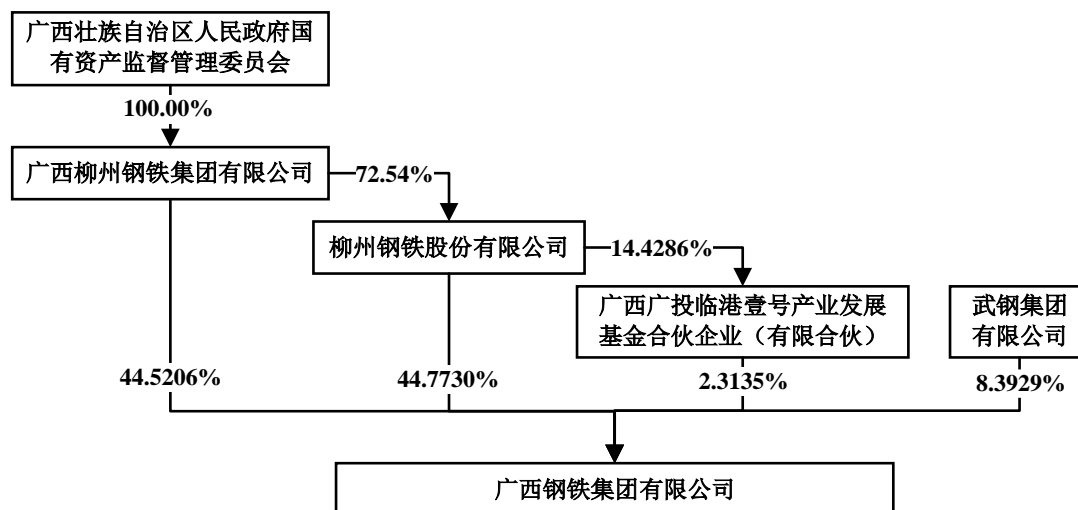 广西壮族自治区人民政府国
有资产监督管理委员会
100.00%
广西柳州钢铁集团有限公司
72.54%
柳州钢铁股份有限公司
14.4286%
广西广投临港壹号产业发展
基金合伙企业（有限合伙）
武钢集团
有限公司
44.5206%
44.7730%
2.3135%
8.3929%
广西钢铁集团有限公司